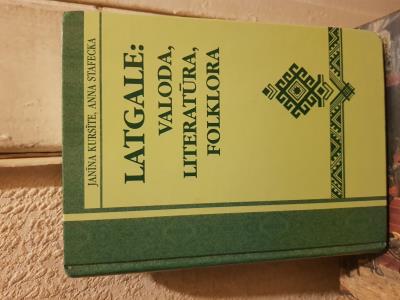 JANĪNA KURSĪTE, ANNA STAFECKA
LATGALE:
VALODA,
LITERATŪRA,
FOLKLORA